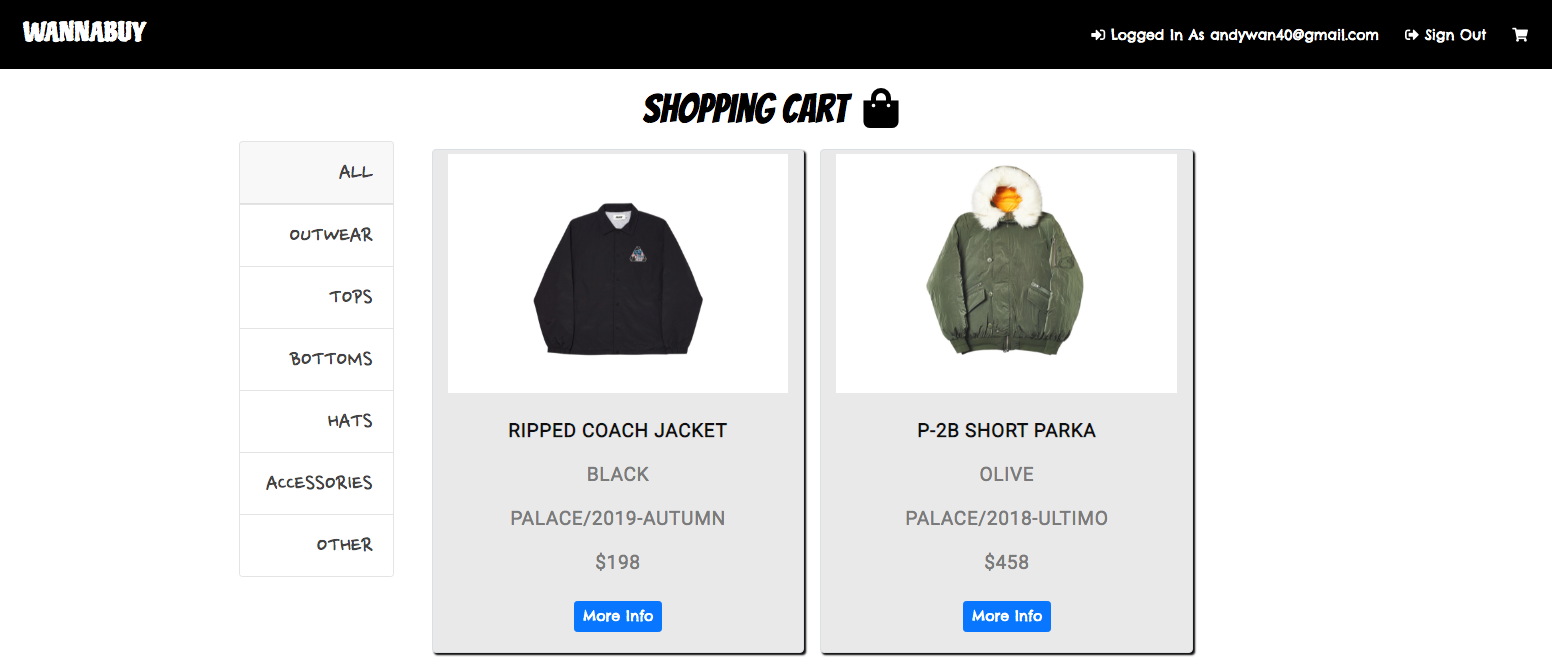 WANNABUY
Logged In As andywan40@gmail.com
Sign Out
SHOPPING CART
ALL
OUTWEAR
TOPS
BOTTOMS
HATS
ACCESSORIES
OTHER
RIPPED COACH JACKET
BLACK
PALACE/2019-AUTUMN
$198
More Info
P-2B SHORT PARKA
OLIVE
PALACE/2018-ULTIMO
$458
More Info